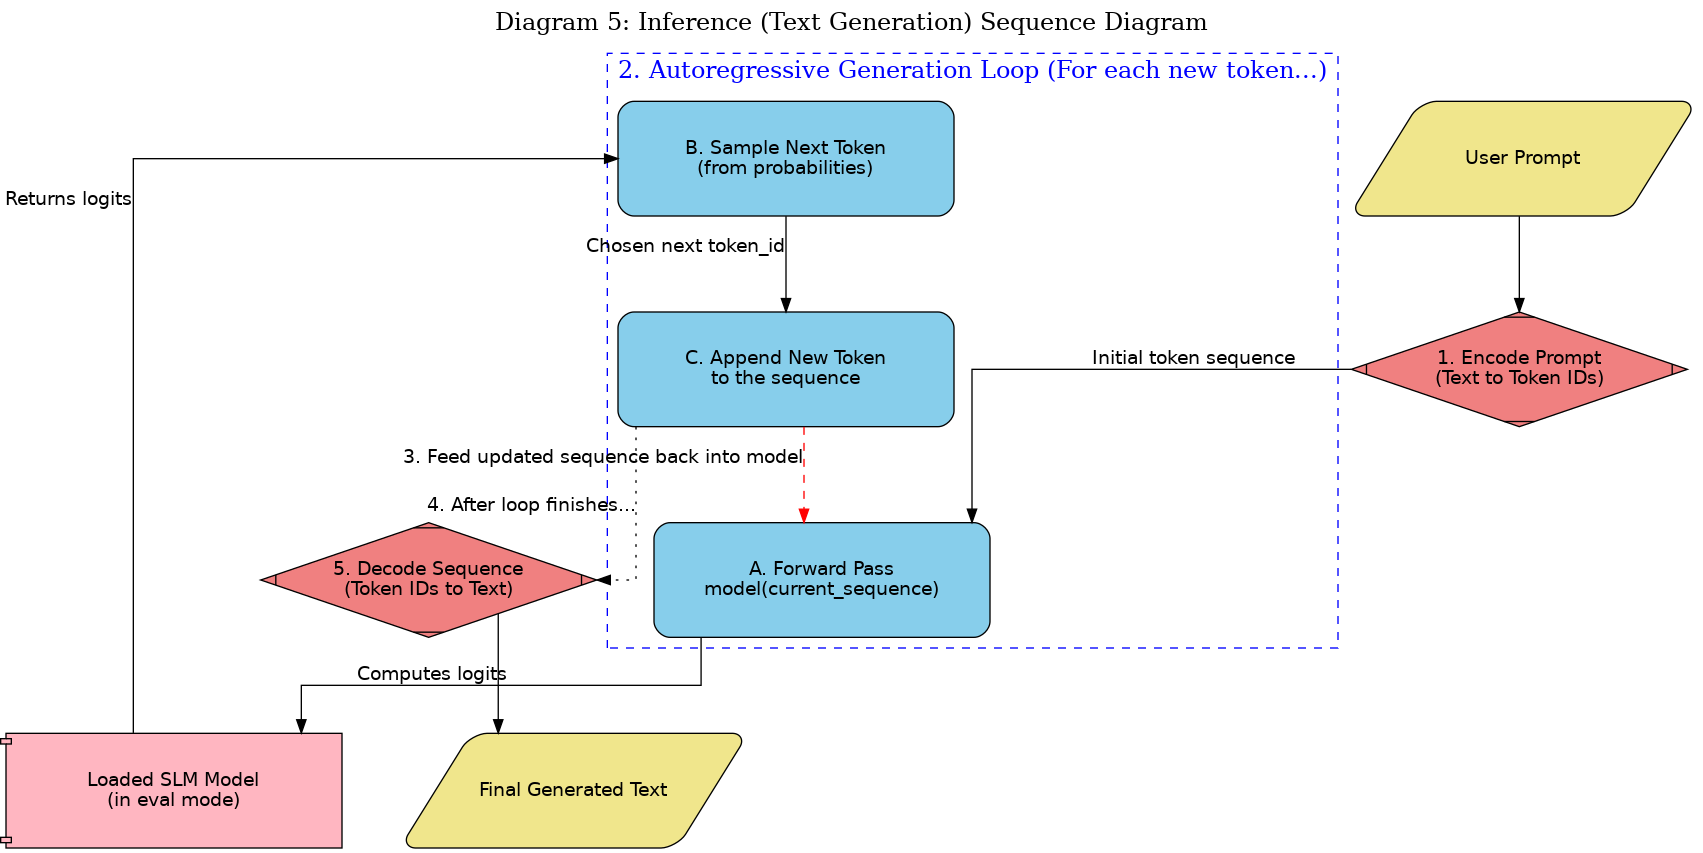 Diagram 5: Inference (Text Generation) Sequence Diagram
2. Autoregressive Generation Loop (For each new token...)
User Prompt
B. Sample Next Token
(from probabilities)
Returns logits
Chosen next token_id
1. Encode Prompt
(Text to Token IDs)
Initial token sequence
C. Append New Token
to the sequence
3. Feed updated sequence back into model
4. After loop finishes...
A. Forward Pass
model(current_sequence)
5. Decode Sequence
(Token IDs to Text)
Computes logits
Loaded SLM Model
(in eval mode)
Final Generated Text